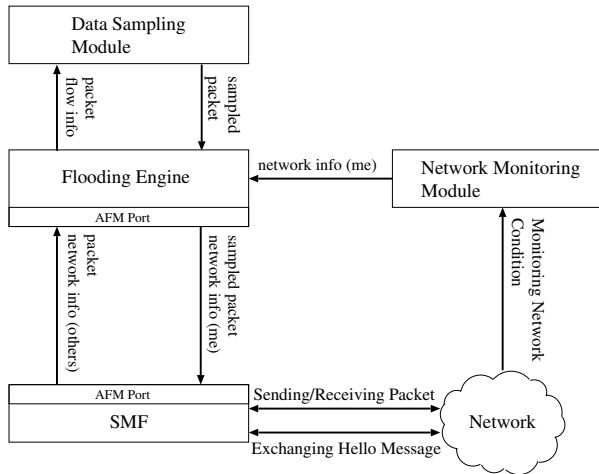 Data Sampling
Module
packet
flow info
sampled
packet
Flooding Engine
AFM Port
network info (me)
Network Monitoring
Module
packet
network info (others)
sampled packet
network info (me)
Monitoring Network
Condition
AFM Port
SMF
Sending/Receiving Packet
Exchanging Hello Message
Network